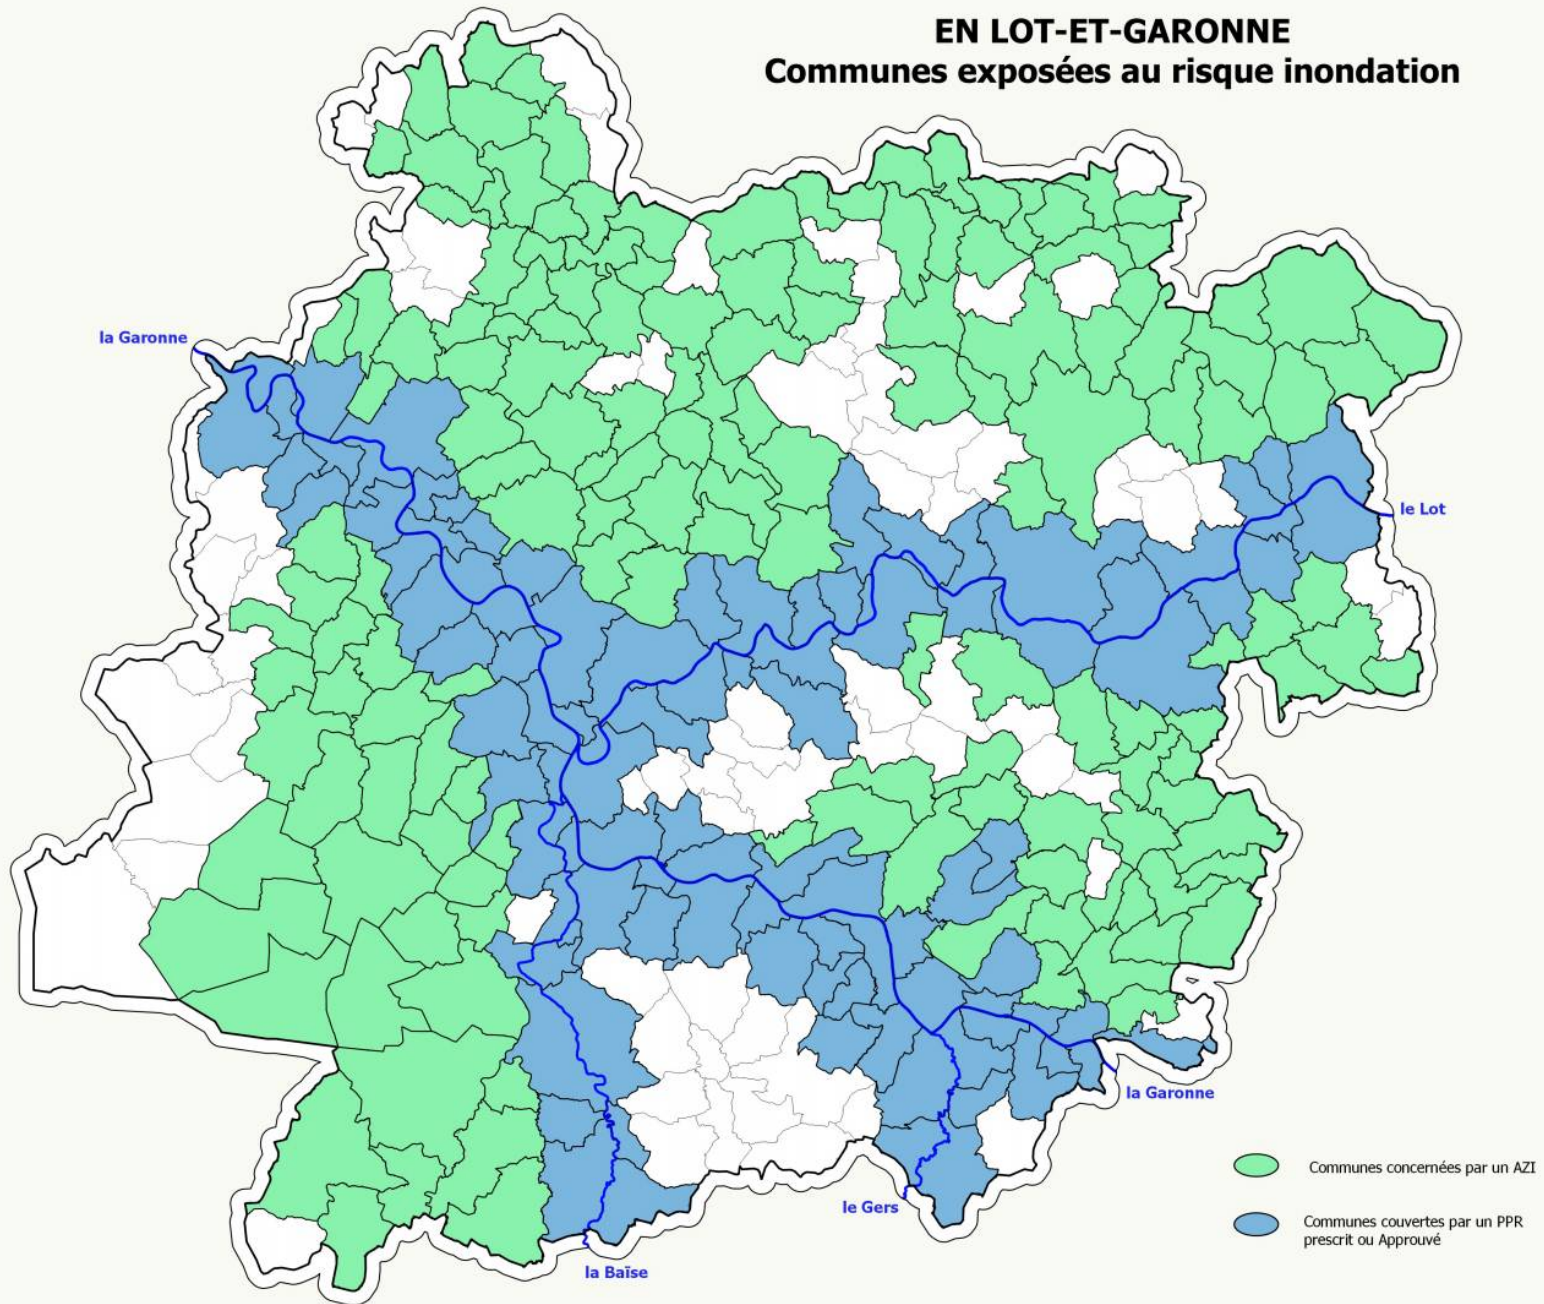 EN LOT-ET-GARONNE
Communes exposées au risque inondation
la Garonne
le Lot
la Garonne
le Gers
la Baïse
Communes concernées par un AZI
Communes couvertes par un PPR
prescrit ou Approuvé